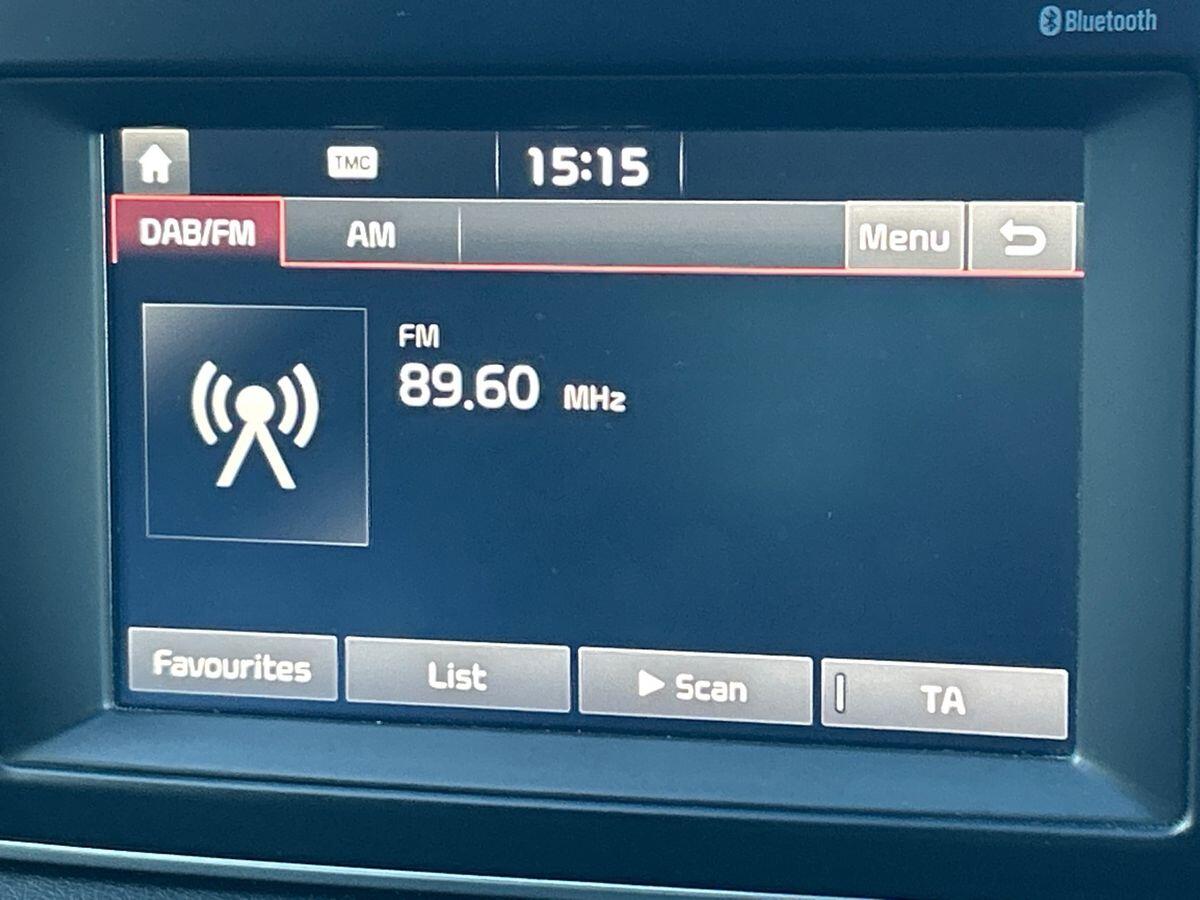 Bluetooth
TMC 15:15
DAB/FM AM Menu
FM
89.60 MHz
Favourites List Scan TA